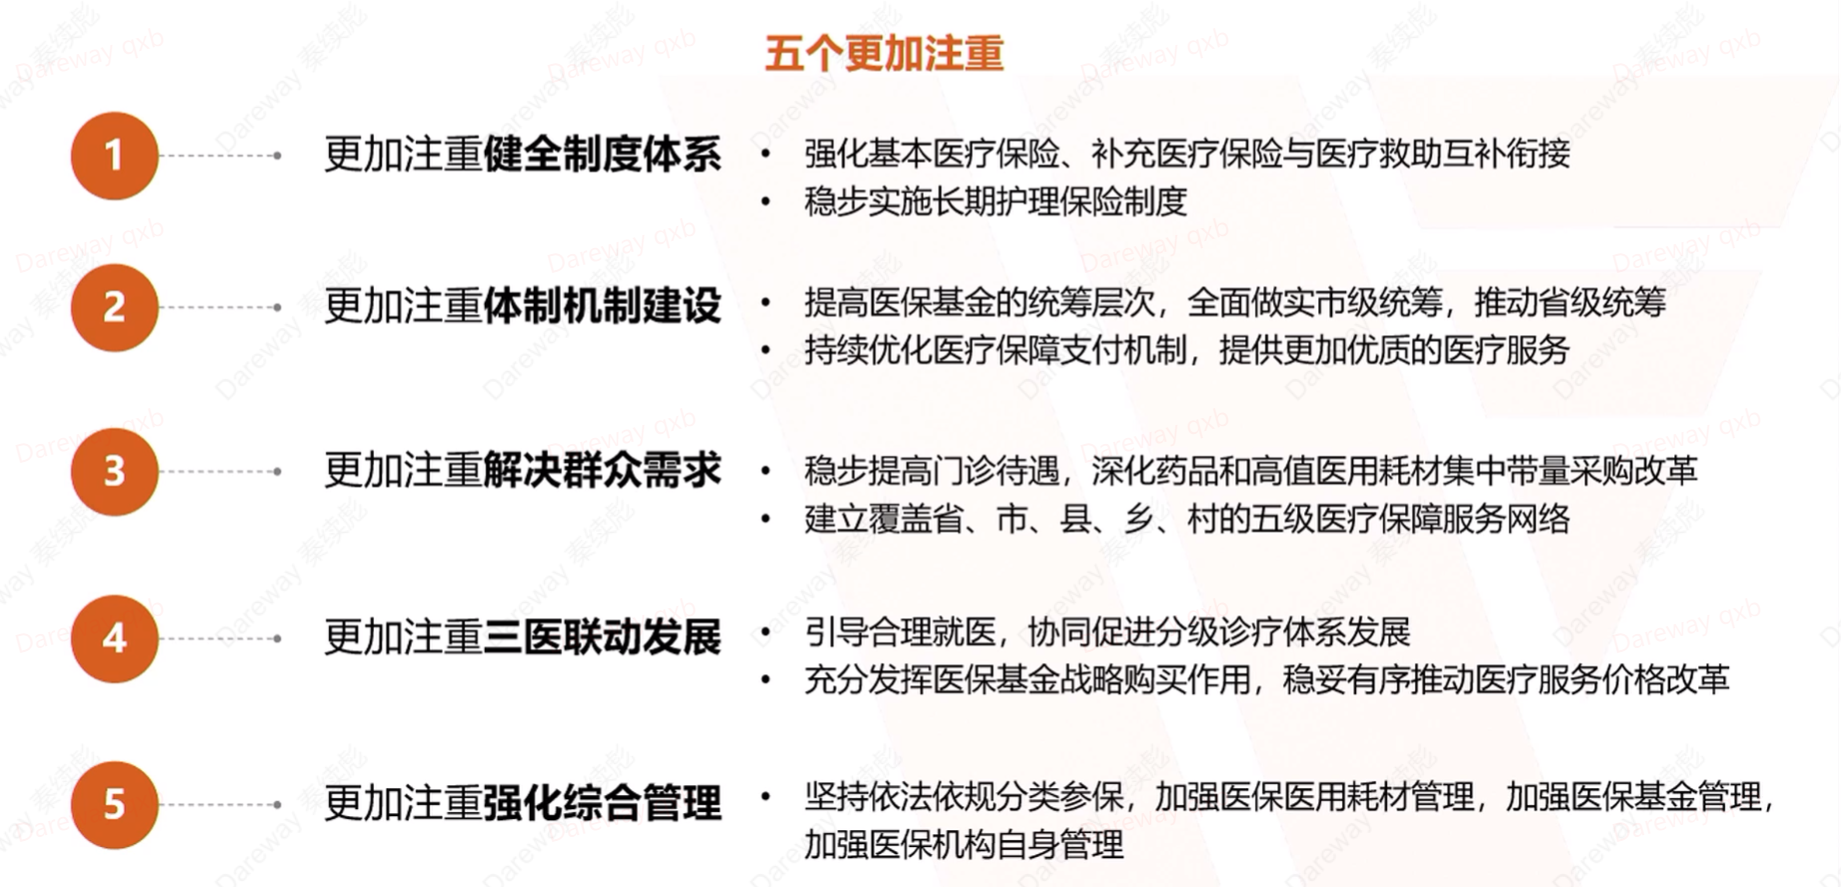 五个更加注重
1
更加注重健全制度体系
• 强化基本医疗保险、补充医疗保险与医疗救助互补衔接
• 稳步实施长期护理保险制度
2
更加注重体制机制建设
• 提高医保基金的统筹层次，全面做实市级统筹，推动省级统筹
• 持续优化医疗保障支付机制，提供更加优质的医疗服务
3
更加注重解决群众需求
• 稳步提高门诊待遇，深化药品和高值医用耗材集中带量采购改革
• 建立覆盖省、市、县、乡、村的五级医疗保障服务网络
4
更加注重三医联动发展
• 引导合理就医，协同促进分级诊疗体系发展
• 充分发挥医保基金战略购买作用，稳妥有序推动医疗服务价格改革
5
更加注重强化综合管理
• 坚持依法依规分类参保，加强医保医用耗材管理，加强医保基金管理，
加强医保机构自身管理
Dareway qxb
Dareway 秦续彪